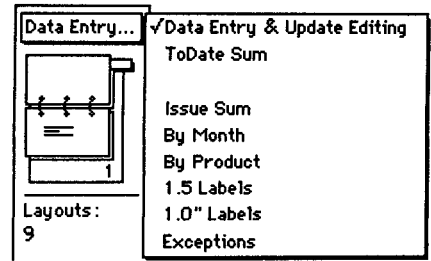 Data Entry...
√Data Entry & Update Editing
ToDate Sum
Issue Sum
By Month
By Product
1.5 Labels
1.0" Labels
Exceptions
1
Layouts:
9